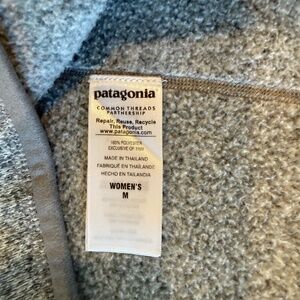 patagonia
COMMON THREADS
PARTNERSHIP
Repair, Reuse, Recycle
This Product
www.patagonia.com
100% POLYESTER
EXCLUSIVE OF TRIM
MADE IN THAILAND
FABRIQUÉ EN THAÏLANDE
HECHO EN TAILANDIA
WOMEN'S
M